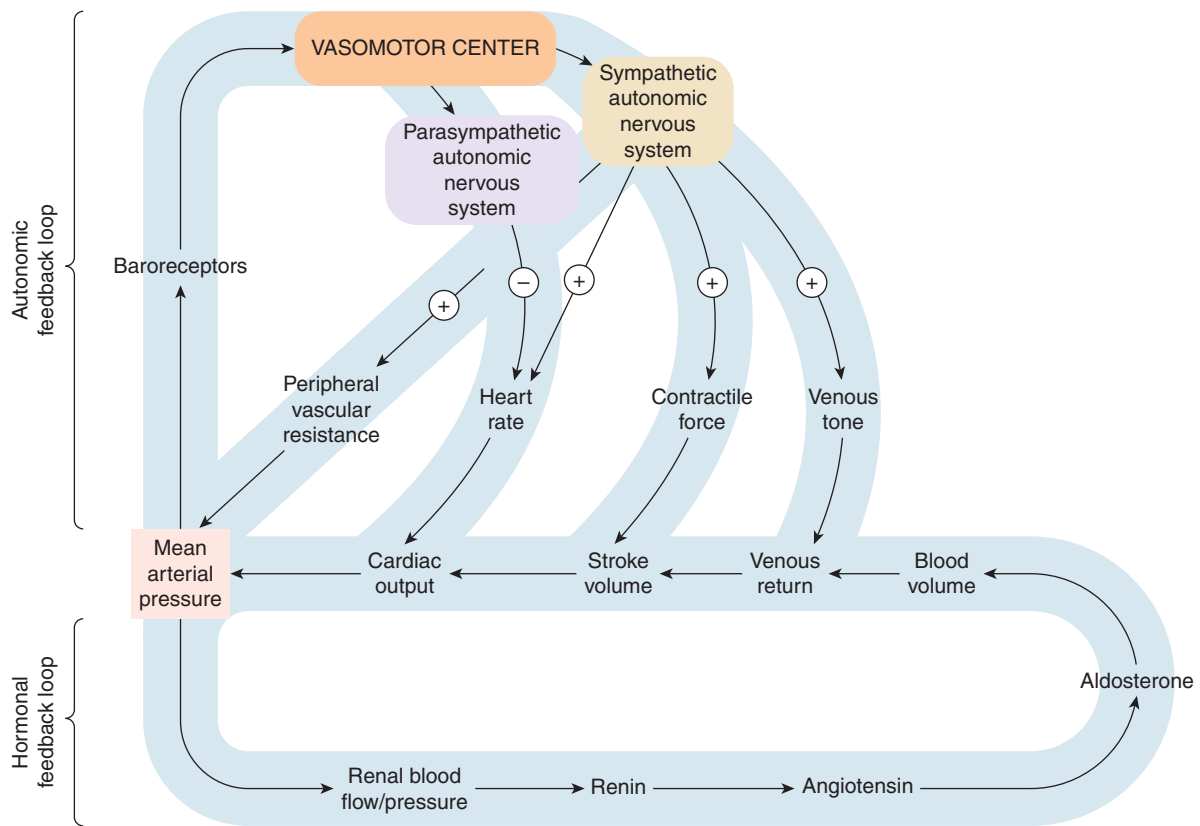 VASOMOTOR CENTER
Sympathetic
autonomic
nervous
system
Parasympathetic
autonomic
nervous
system
Autonomic
feedback loop
Baroreceptors
+
−
+
+
+
Peripheral
vascular
resistance
Heart
rate
Contractile
force
Venous
tone
Mean
arterial
pressure
Cardiac
output
Stroke
volume
Venous
return
Blood
volume
Hormonal
feedback loop
Aldosterone
Renal blood
flow/pressure
Renin
Angiotensin